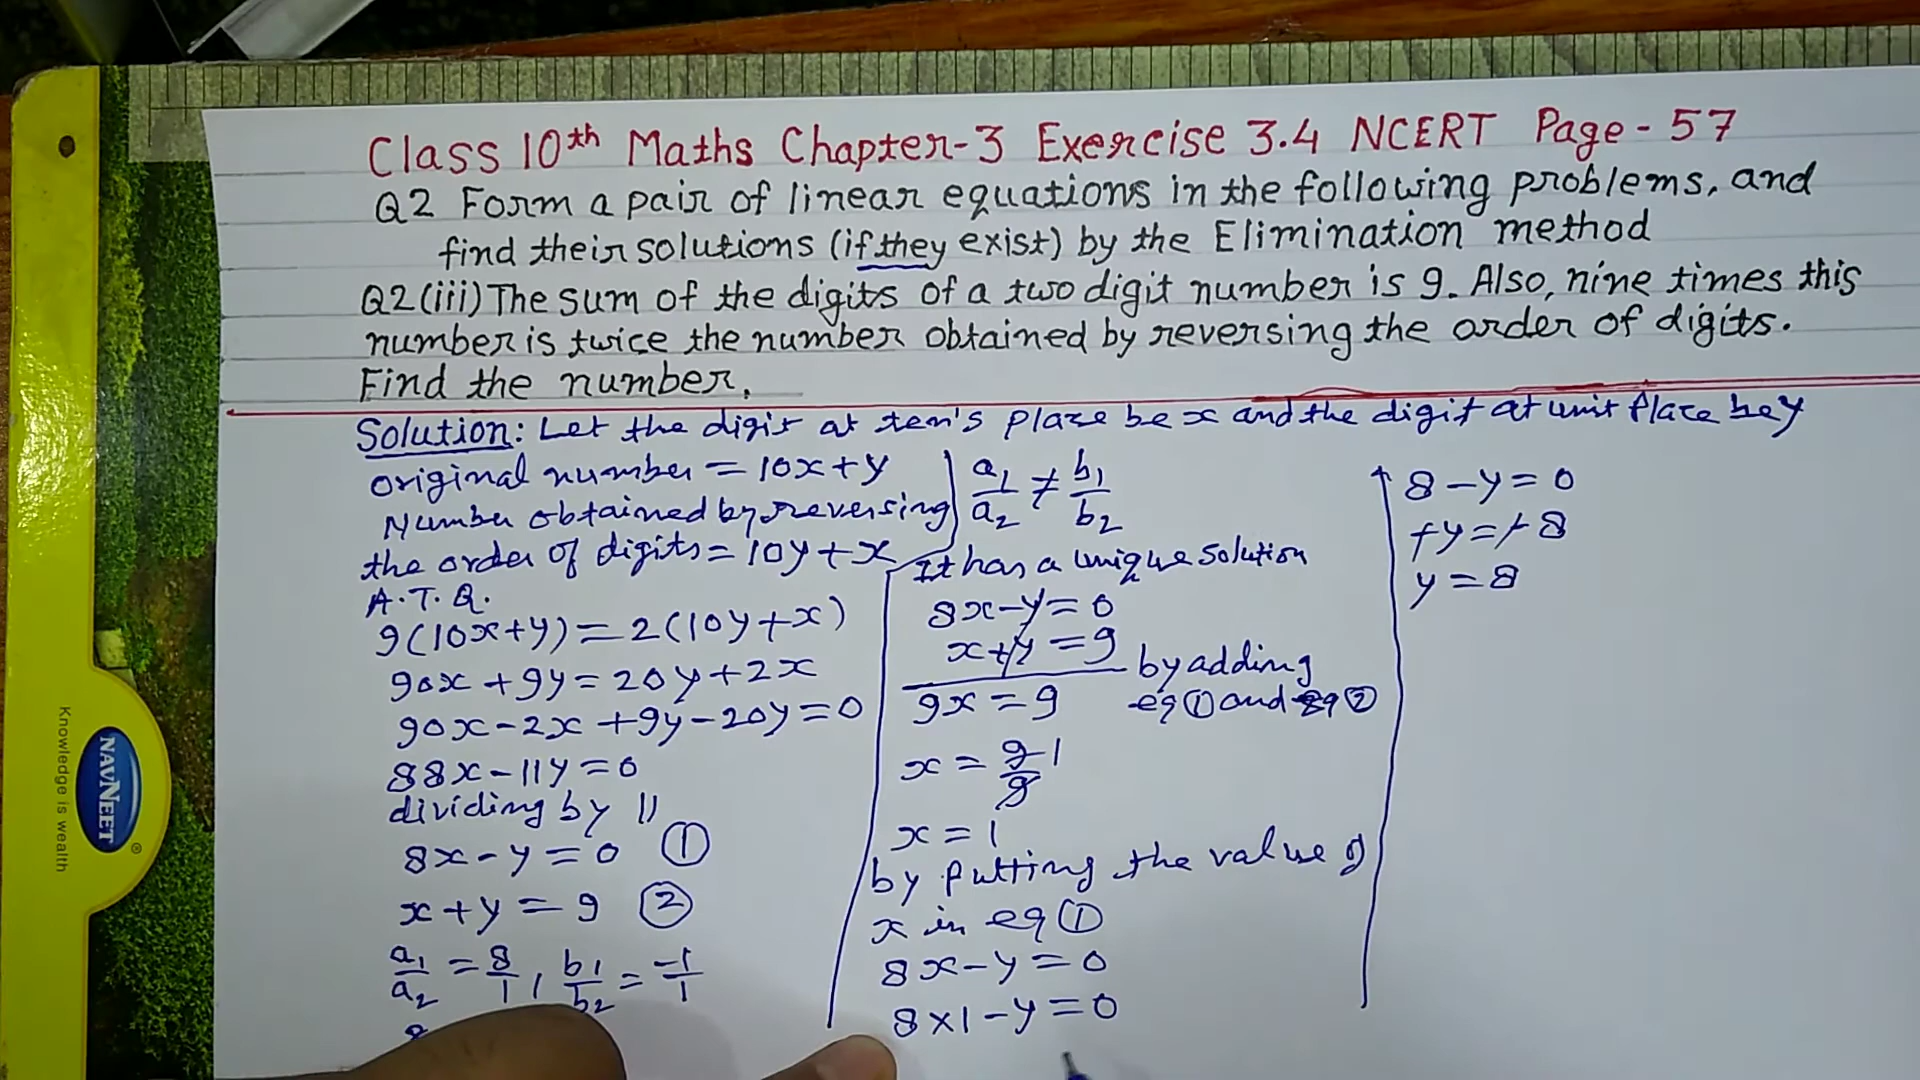 Class 10th Maths Chapter-3 Exercise 3.4 NCERT Page-57
Q2 Form a pair of linear equations in the following problems, and
find their solutions (if they exist) by the Elimination method
Q2(iii) The sum of the digits of a two digit number is 9. Also, nine times this
number is twice the number obtained by reversing the order of digits.
Find the number.
Solution: Let the digit at ten's place be x and the digit at unit place be y
original number = 10x+y
Number obtained by reversing
the order of digits = 10y+x
A.T.Q.
9(10x+y)=2(10y+x)
90x+9y=20y+2x
90x-2x+9y-20y=0
88x-11y=0
dividing by 11
8x-y=0 ①
x+y=9 ②
a1/a2 = 8/1, b1/b2 = -1/1
8
a1/a2 ≠ b1/b2
It has a unique solution
8x-y=0
x+y=9
by adding
9x=9 eq ① and eq ②
x = 9/9 1
x = 1
by putting the value of
x in eq ①
8x-y=0
8×1-y=0
8-y=0
+y=+8
y=8
NAVNEET
Knowledge is wealth